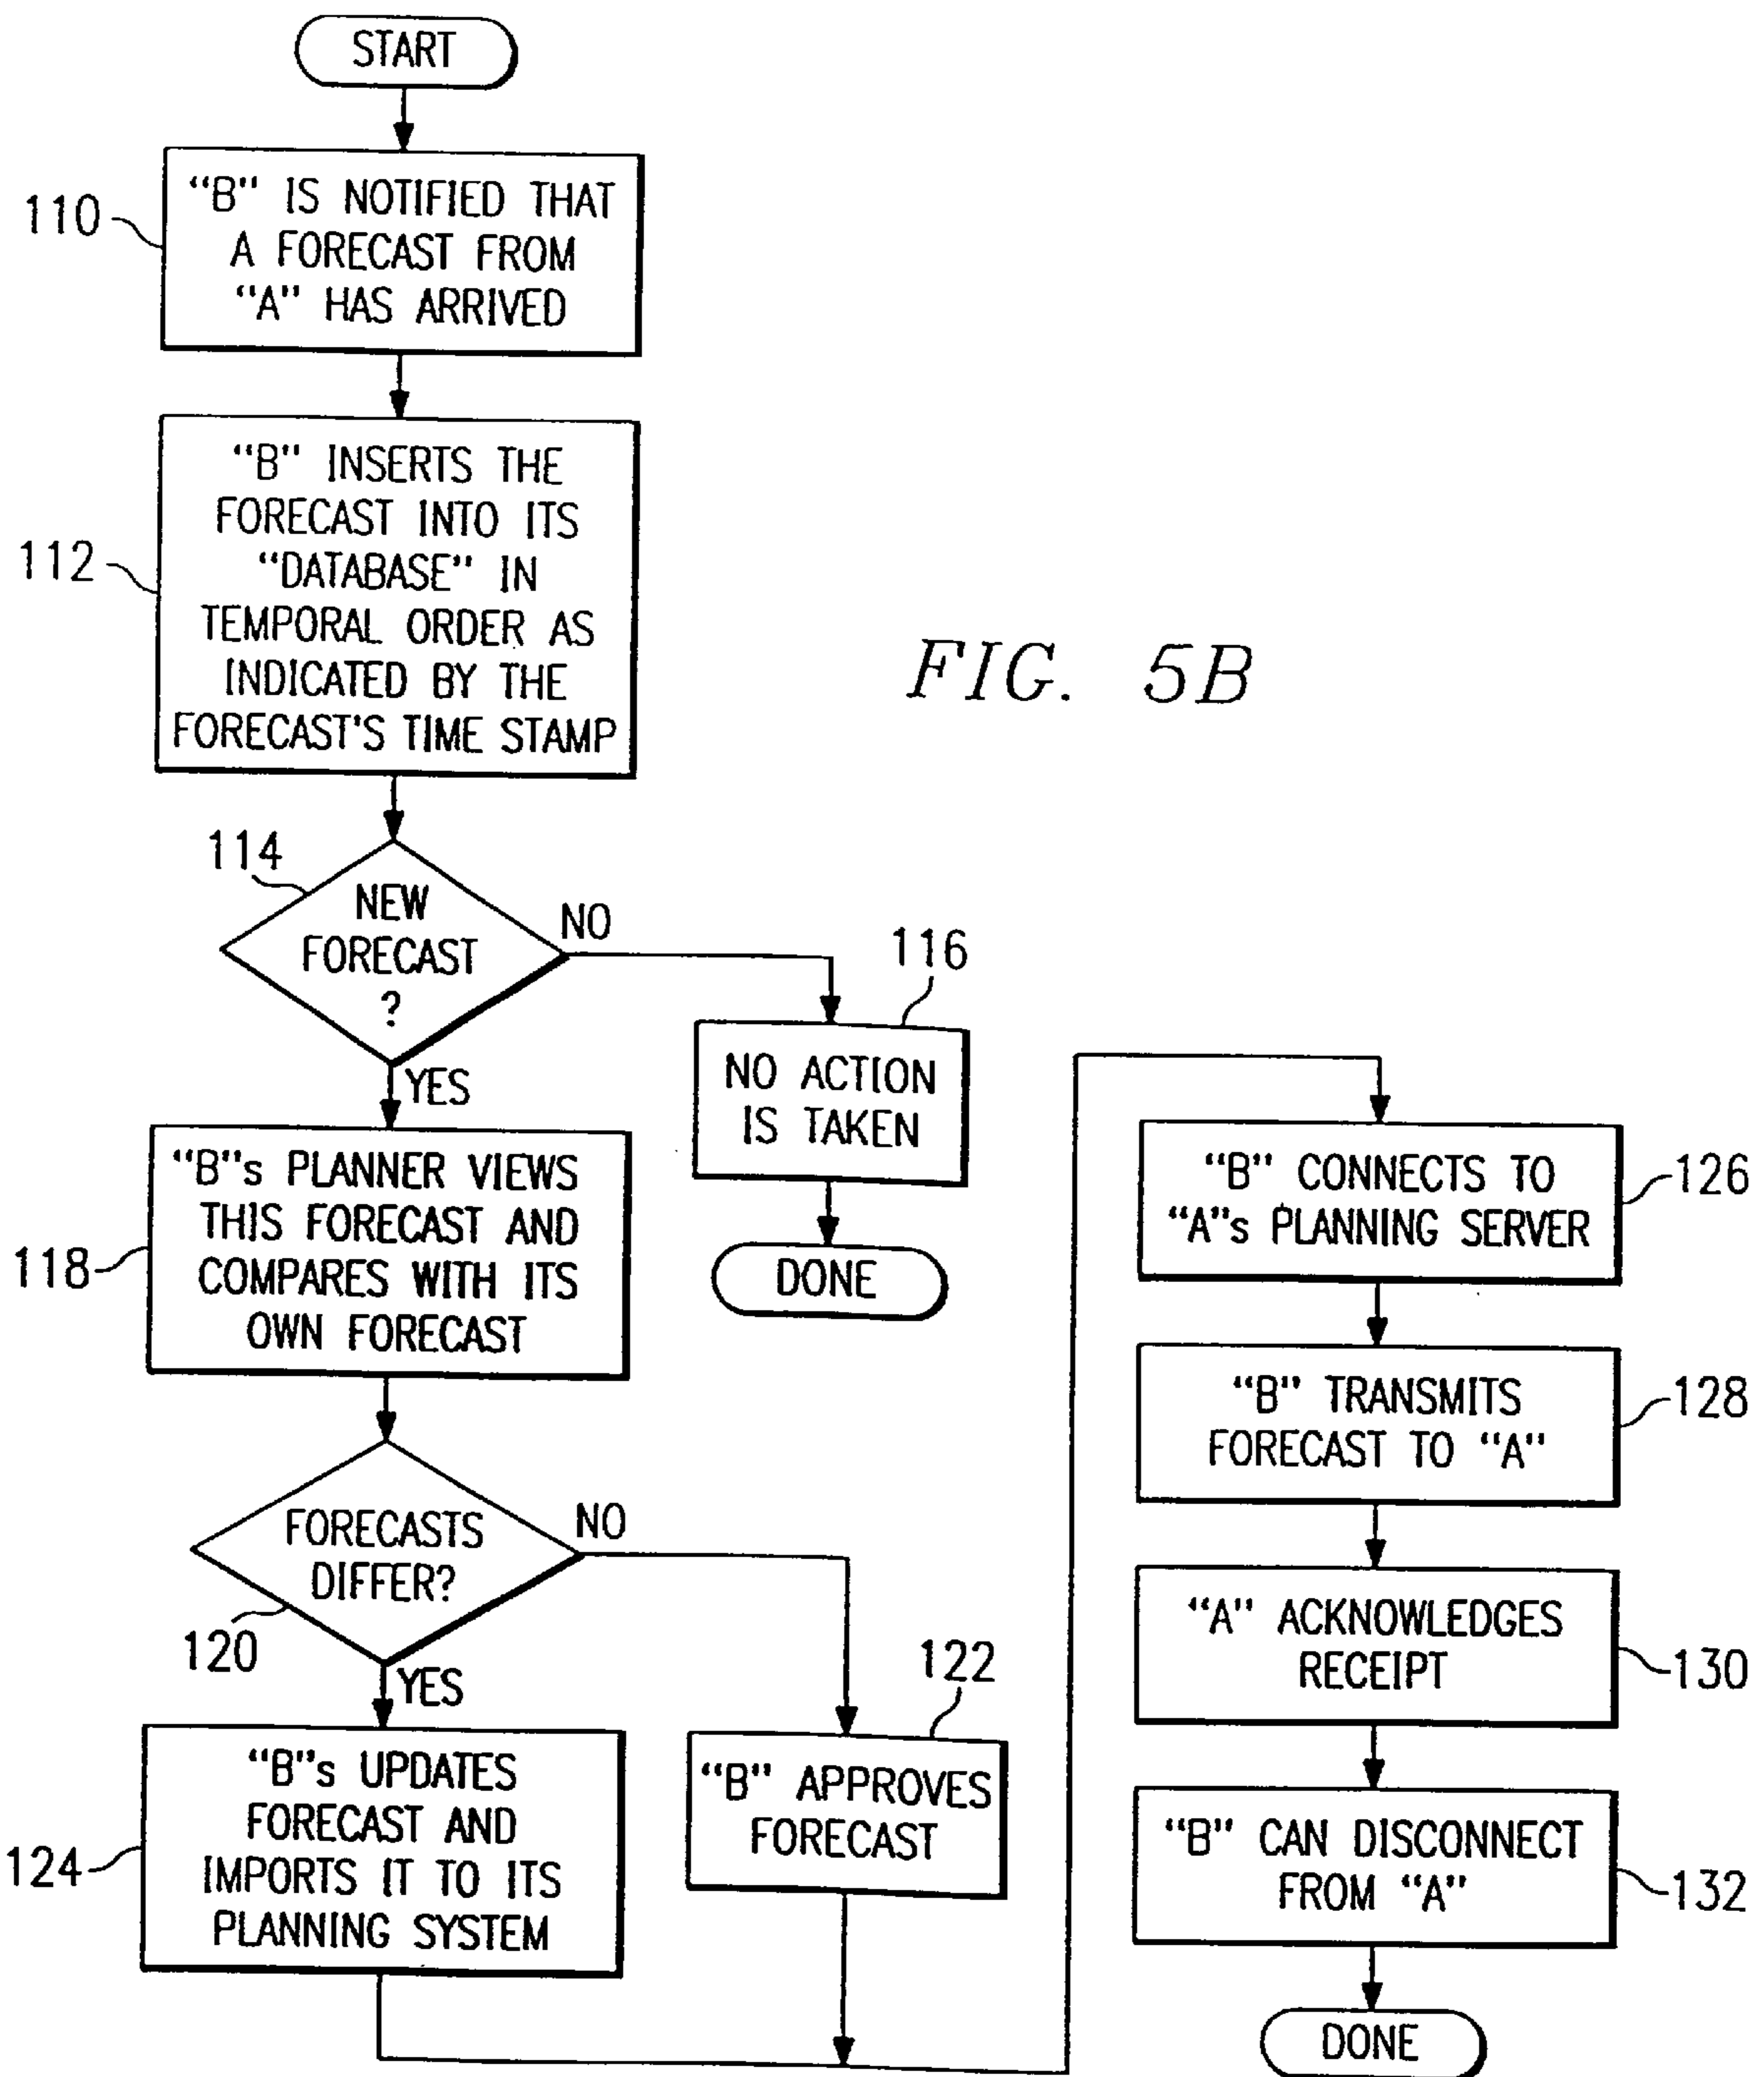 START
110
"B" IS NOTIFIED THAT
A FORECAST FROM
"A" HAS ARRIVED
112
"B" INSERTS THE
FORECAST INTO ITS
"DATABASE" IN
TEMPORAL ORDER AS
INDICATED BY THE
FORECAST'S TIME STAMP
FIG. 5B
114
NEW
FORECAST
?
NO
YES
116
NO ACTION
IS TAKEN
DONE
118
"B"s PLANNER VIEWS
THIS FORECAST AND
COMPARES WITH ITS
OWN FORECAST
FORECASTS
DIFFER?
120
NO
YES
122
"B" APPROVES
FORECAST
124
"B"s UPDATES
FORECAST AND
IMPORTS IT TO ITS
PLANNING SYSTEM
"B" CONNECTS TO
"A"s PLANNING SERVER
126
"B" TRANSMITS
FORECAST TO "A"
128
"A" ACKNOWLEDGES
RECEIPT
130
"B" CAN DISCONNECT
FROM "A"
132
DONE